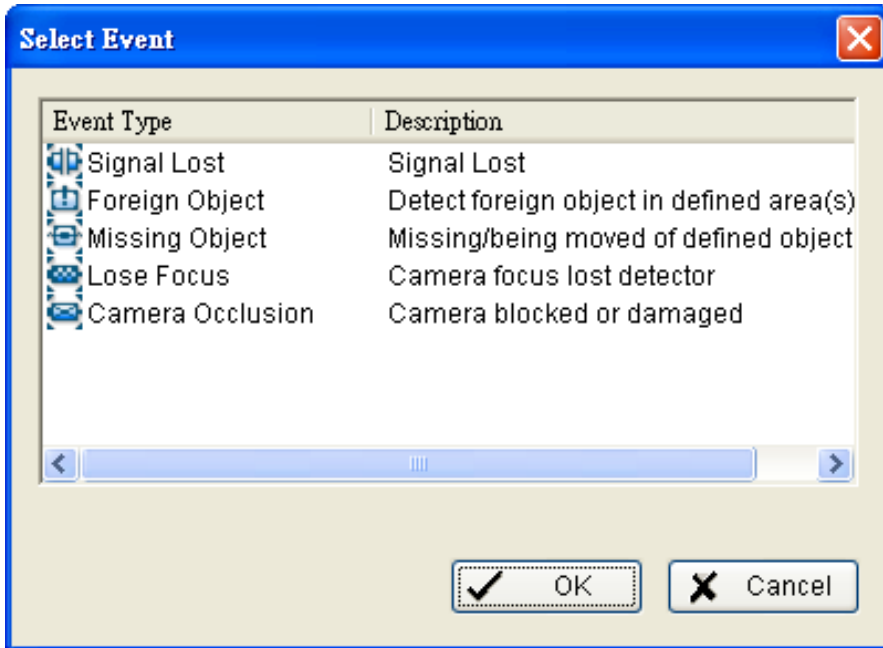 Select Event
Event Type Description
Signal Lost Signal Lost
Foreign Object Detect foreign object in defined area(s)
Missing Object Missing/being moved of defined object
Lose Focus Camera focus lost detector
Camera Occlusion Camera blocked or damaged
OK Cancel